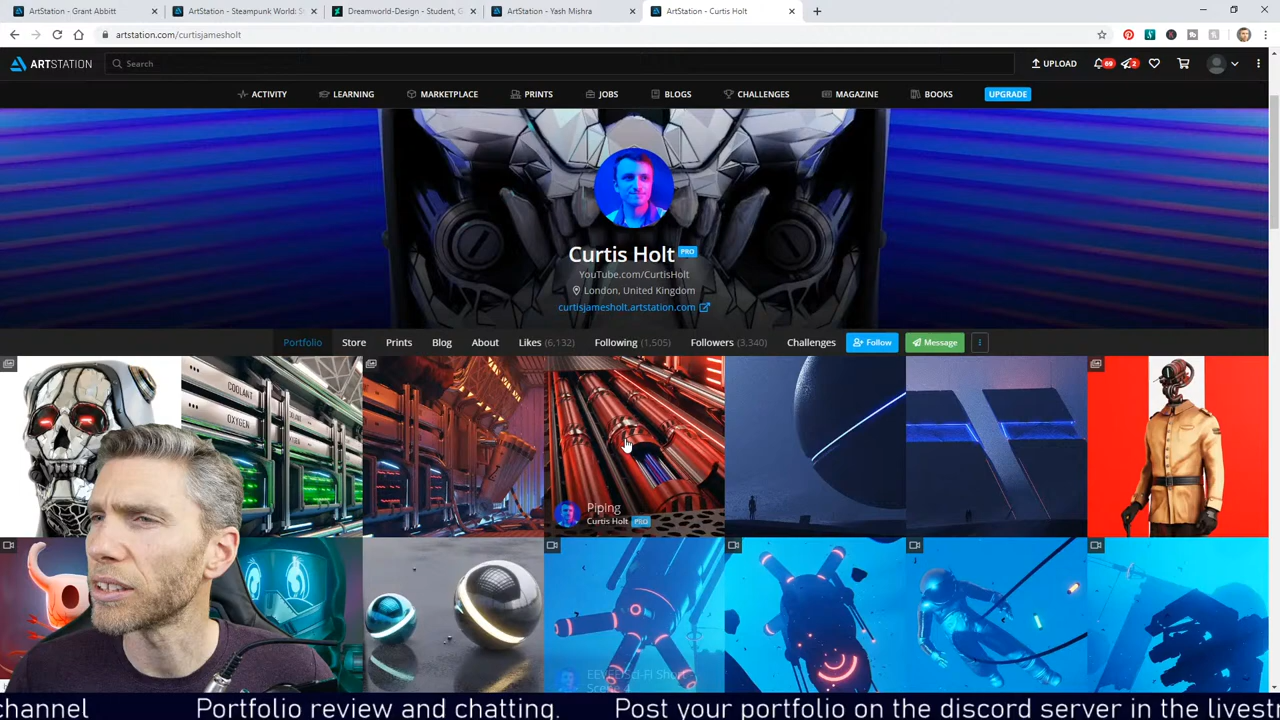 ArtStation - Grant Abbitt
ArtStation - Steampunk World: S
Dreamworld-Design - Student, G
ArtStation - Yash Mishra
ArtStation - Curtis Holt
artstation.com/curtisjamesholt
ARTSTATION
Search
UPLOAD
69
2
ACTIVITY
LEARNING
MARKETPLACE
PRINTS
JOBS
BLOGS
CHALLENGES
MAGAZINE
BOOKS
UPGRADE
Curtis Holt PRO
YouTube.com/CurtisHolt
London, United Kingdom
curtisjamesholt.artstation.com
Portfolio
Store
Prints
Blog
About
Likes (6,132)
Following (1,505)
Followers (3,340)
Challenges
Follow
Message
COOLANT
OXYGEN
Piping
Curtis Holt PRO
EEVEE Sci-Fi Short
Scene
channel
Portfolio review and chatting.
Post your portfolio on the discord server in the livestr